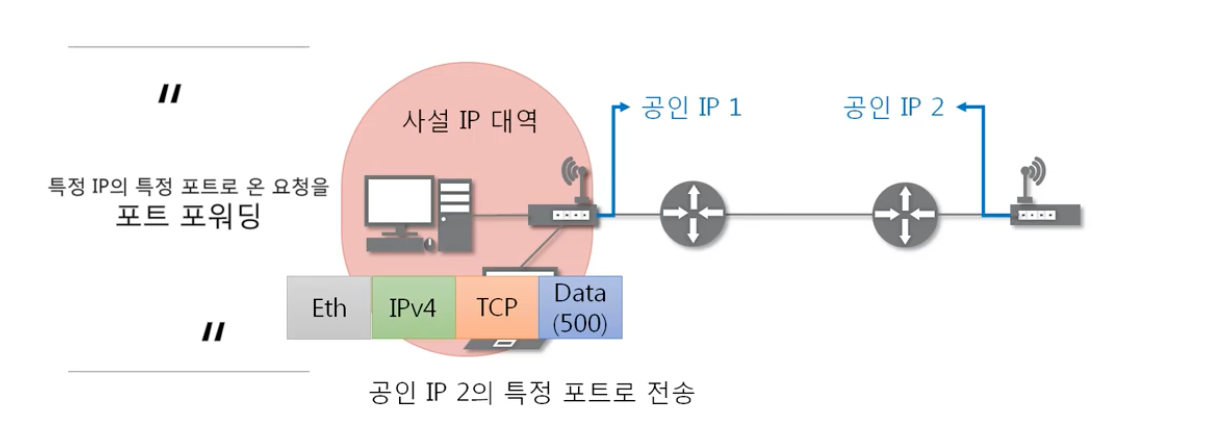 "
특정 IP의 특정 포트로 온 요청을
포트 포워딩
"
사설 IP 대역
공인 IP 1
공인 IP 2
Eth
IPv4
TCP
Data
(500)
공인 IP 2의 특정 포트로 전송